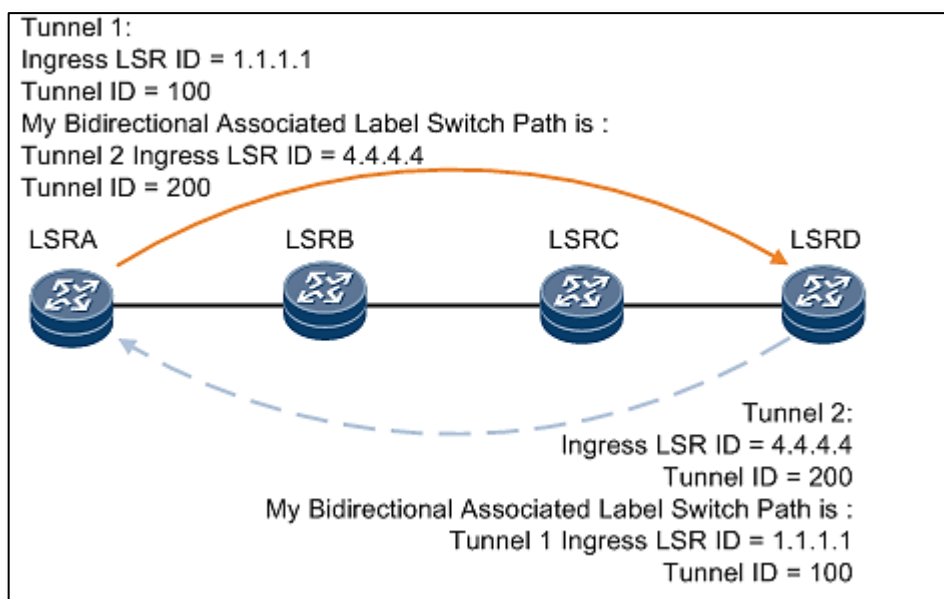 Tunnel 1:
Ingress LSR ID = 1.1.1.1
Tunnel ID = 100
My Bidirectional Associated Label Switch Path is :
Tunnel 2 Ingress LSR ID = 4.4.4.4
Tunnel ID = 200
LSRA
LSRB
LSRC
LSRD
Tunnel 2:
Ingress LSR ID = 4.4.4.4
Tunnel ID = 200
My Bidirectional Associated Label Switch Path is :
Tunnel 1 Ingress LSR ID = 1.1.1.1
Tunnel ID = 100